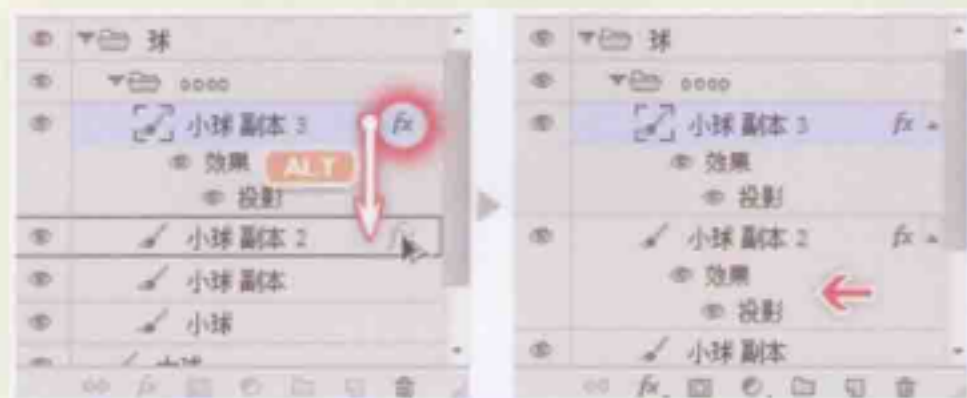 球
oooo
小球 副本 3 fx
效果 ALT
投影
小球 副本 2 fx
小球 副本
小球
球
oooo
小球 副本 3 fx
效果
投影
小球 副本 2 fx
效果
投影
小球 副本